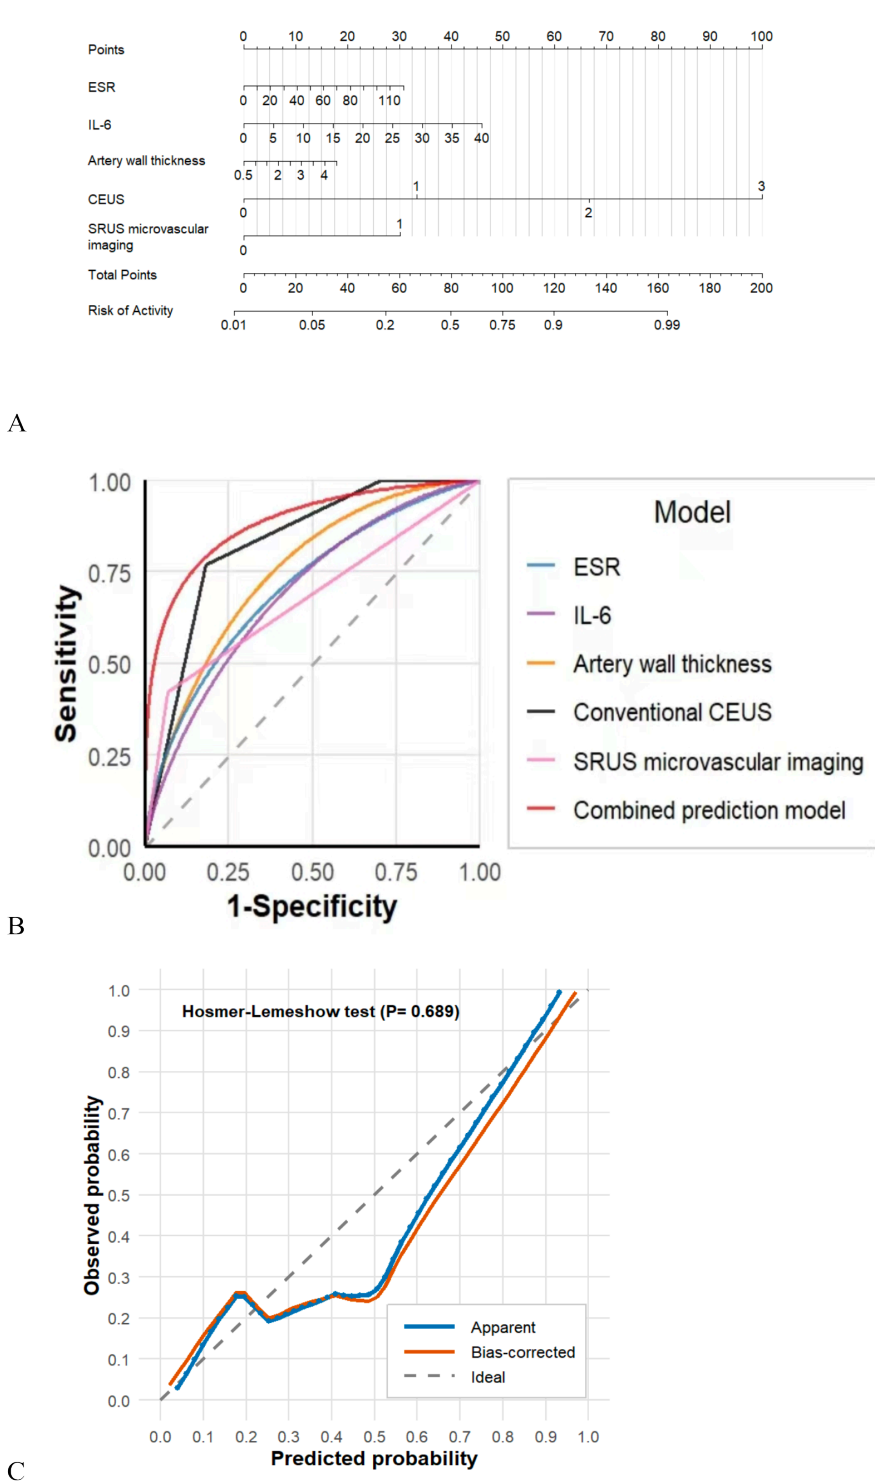 0 10 20 30 40 50 60 70 80 90 100
Points
ESR
0 20 40 60 80 110
IL-6
0 5 10 15 20 25 30 35 40
Artery wall thickness
0.5 2 3 4
1 3
CEUS
0 2
SRUS microvascular 1
imaging
0
Total Points
0 20 40 60 80 100 120 140 160 180 200
Risk of Activity
0.01 0.05 0.2 0.5 0.75 0.9 0.99
A
1.00
0.75
0.50
0.25
0.00
Sensitivity
0.00 0.25 0.50 0.75 1.00
1-Specificity
Model
ESR
IL-6
Artery wall thickness
Conventional CEUS
SRUS microvascular imaging
Combined prediction model
B
Hosmer-Lemeshow test (P= 0.689)
1.0
0.9
0.8
0.7
0.6
0.5
0.4
0.3
0.2
0.1
0.0
Observed probability
Apparent
Bias-corrected
Ideal
0.0 0.1 0.2 0.3 0.4 0.5 0.6 0.7 0.8 0.9 1.0
Predicted probability
C